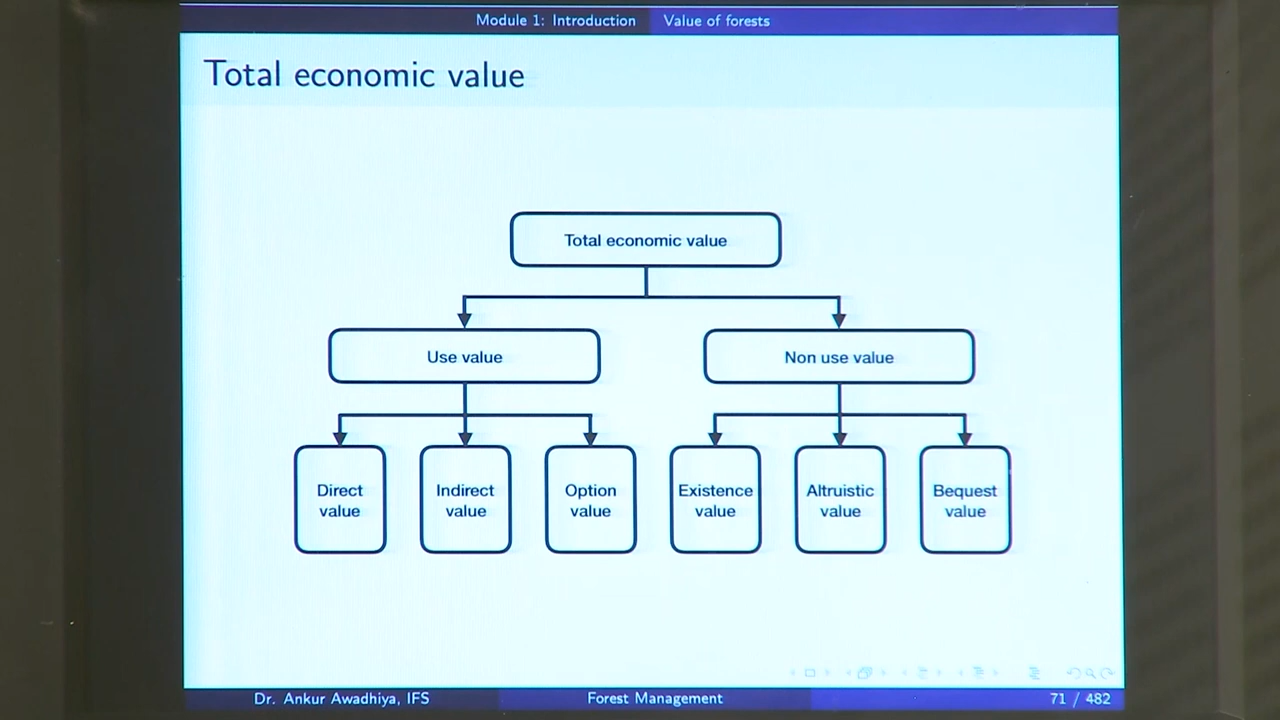 Module 1: Introduction Value of forests
Total economic value
Total economic value
Use value
Non use value
Direct
value
Indirect
value
Option
value
Existence
value
Altruistic
value
Bequest
value
Dr. Ankur Awadhiya, IFS Forest Management 71 / 482